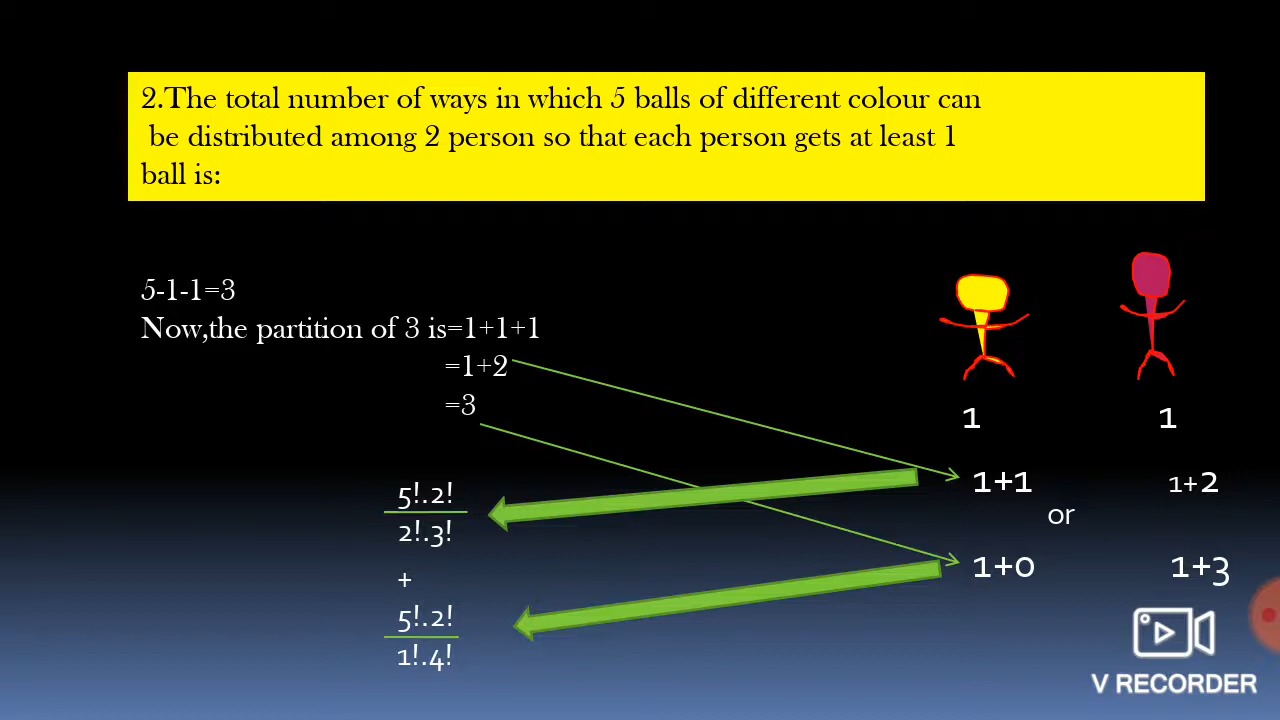 2.The total number of ways in which 5 balls of different colour can
be distributed among 2 person so that each person gets at least 1
ball is:
5-1-1=3
Now,the partition of 3 is=1+1+1
=1+2
=3
1 1
1+1 1+2
or
1+0 1+3
5!.2!
2!.3!
+
5!.2!
1!.4!
V RECORDER